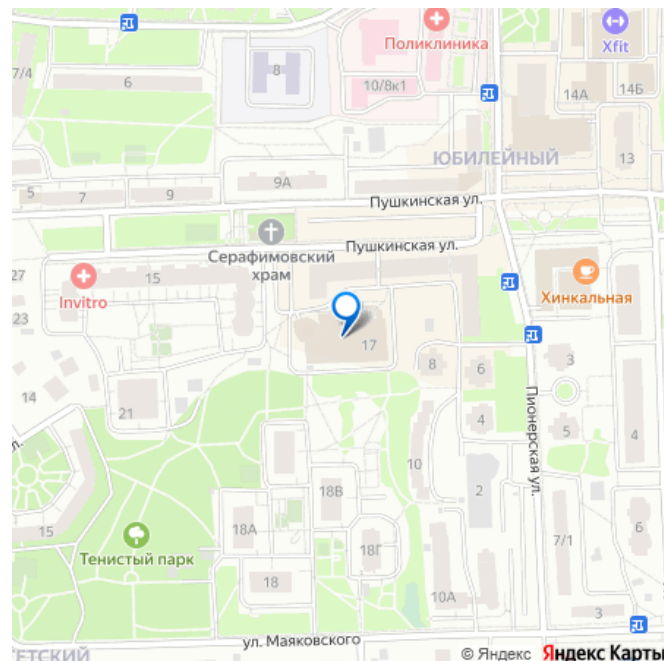 Поликлиника
Xfit
7/4
6
8
10/8к1
14А
14Б
ЮБИЛЕЙНЫЙ
13
5
7
9
9А
Пушкинская ул.
Пушкинская ул.
Серафимовский
храм
27
15
Invitro
Хинкальная
23
17
3
8
6
14
21
4
5
4
л.
Пионерская ул.
10
2
18В
15
18А
7/1
6
Тенистый парк
18Г
18
10А
3
ул. Маяковского
ЕТСКИЙ
© Яндекс Яндекс Карты